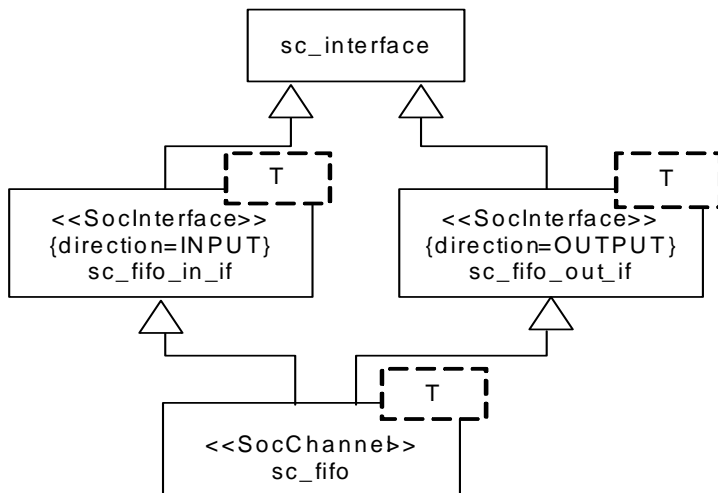 sc_interface
T
T
<<SocInterface>>
{direction=INPUT}
sc_fifo_in_if
<<SocInterface>>
{direction=OUTPUT}
sc_fifo_out_if
T
<<SocChannel>>
sc_fifo